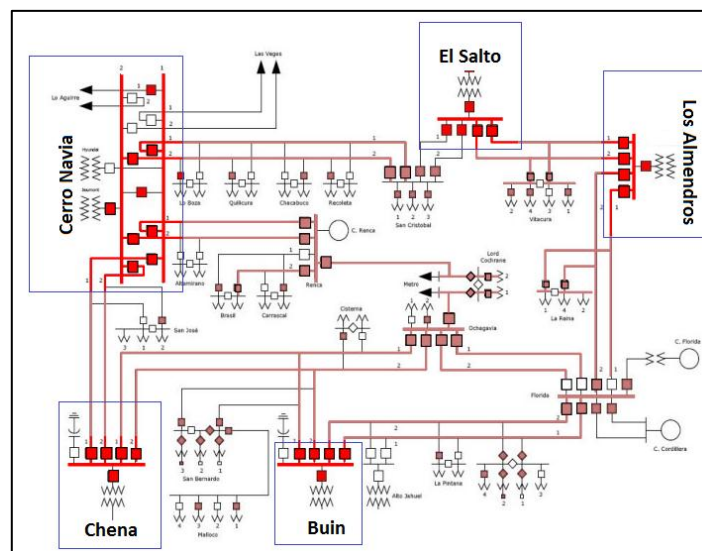 El Salto
Las Vegas
La Aguirre
Los Almendros
Cerro Navia
Lo Boza
Quilicura
Chacabuco
Recoleta
San Cristobal
Vitacura
C. Renca
Lord
Cochrane
Altamirano
Renca
Metro
Brasil
Carrascal
Cisterna
La Reina
San José
Ochagavia
C. Florida
Florida
San Bernardo
Alto Jahuel
La Pintana
C. Cordillera
Malloco
Chena
Buin